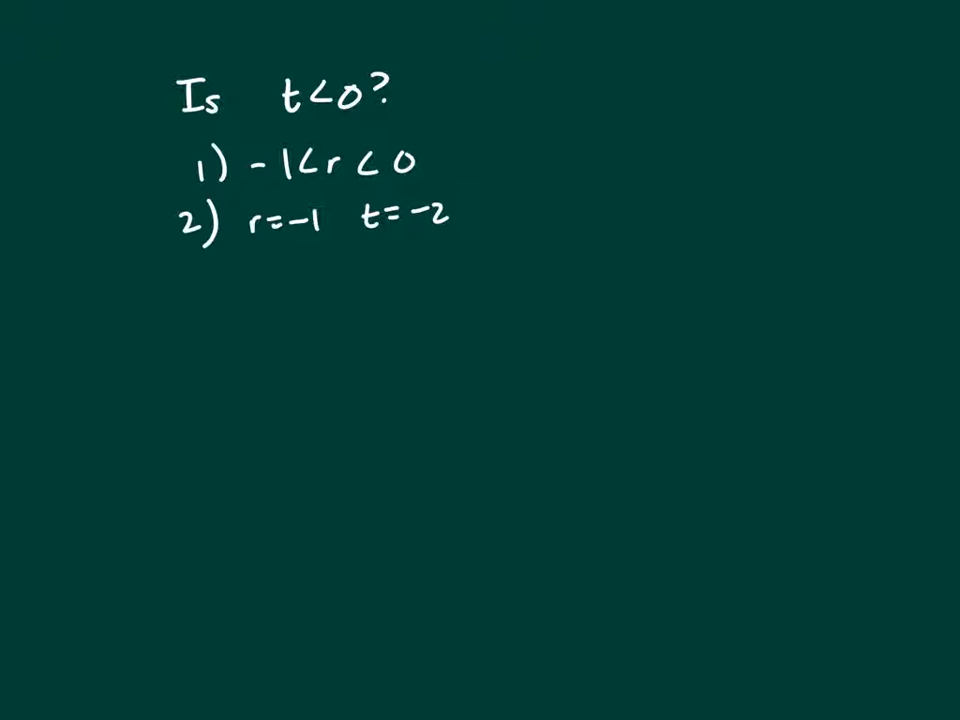 Is t<0?
1) -1<r<0
2) r=-1 t=-2